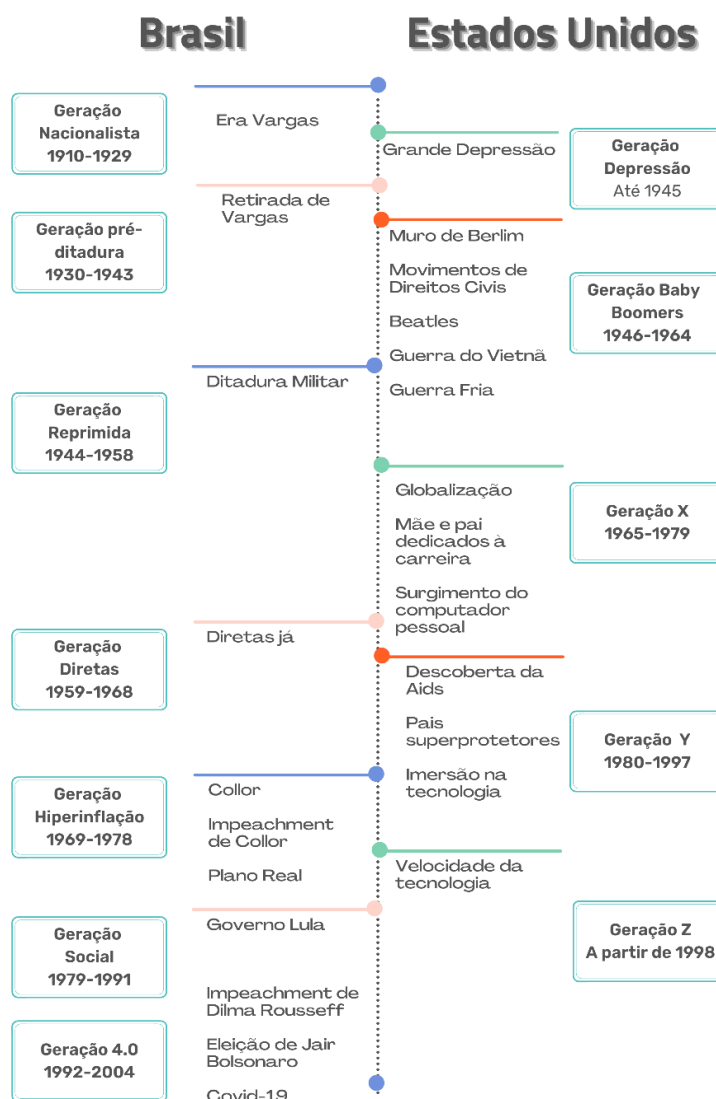 Brasil
Estados Unidos
Geração
Nacionalista
1910-1929
Era Vargas
Grande Depressão
Geração
Depressão
Até 1945
Retirada de
Vargas
Geração pré-
ditadura
1930-1943
Muro de Berlim
Movimentos de
Direitos Civis
Beatles
Guerra do Vietnã
Guerra Fria
Geração Baby
Boomers
1946-1964
Ditadura Militar
Geração
Reprimida
1944-1958
Globalização
Mãe e pai
dedicados à
carreira
Surgimento do
computador
pessoal
Geração X
1965-1979
Diretas já
Geração
Diretas
1959-1968
Descoberta da
Aids
Pais
superprotetores
Imersão na
tecnologia
Geração Y
1980-1997
Collor
Impeachment
de Collor
Plano Real
Geração
Hiperinflação
1969-1978
Velocidade da
tecnologia
Governo Lula
Geração
Social
1979-1991
Geração Z
A partir de 1998
Impeachment de
Dilma Rousseff
Eleição de Jair
Bolsonaro
Covid-19
Geração 4.0
1992-2004